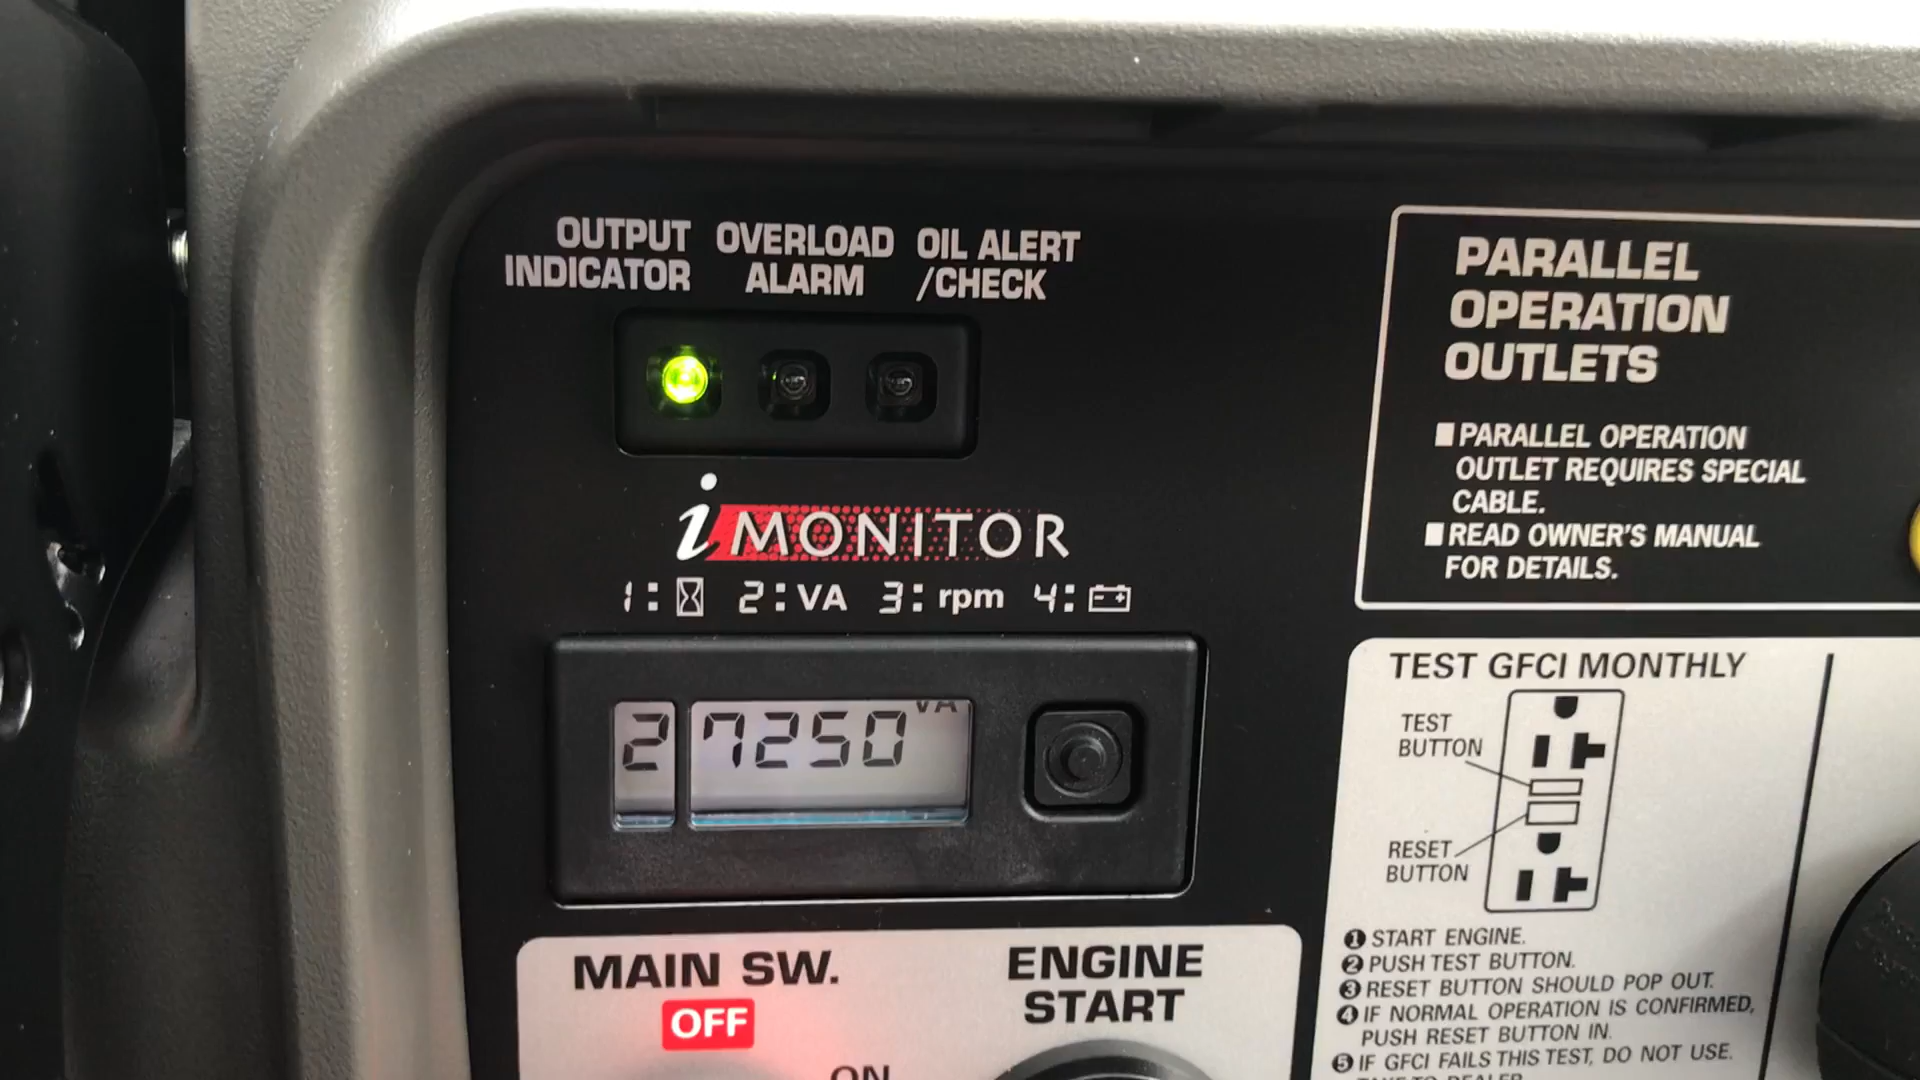 OUTPUT
INDICATOR
OVERLOAD
ALARM
OIL ALERT
/CHECK
iMONITOR
1: 2:VA 3:rpm 4:
2 7250 VA
MAIN SW.
OFF
ON
ENGINE
START
PARALLEL
OPERATION
OUTLETS
PARALLEL OPERATION
OUTLET REQUIRES SPECIAL
CABLE.
READ OWNER'S MANUAL
FOR DETAILS.
TEST GFCI MONTHLY
TEST
BUTTON
RESET
BUTTON
1 START ENGINE.
2 PUSH TEST BUTTON.
3 RESET BUTTON SHOULD POP OUT.
4 IF NORMAL OPERATION IS CONFIRMED,
PUSH RESET BUTTON IN.
5 IF GFCI FAILS THIS TEST, DO NOT USE.
TAKE TO DEALER